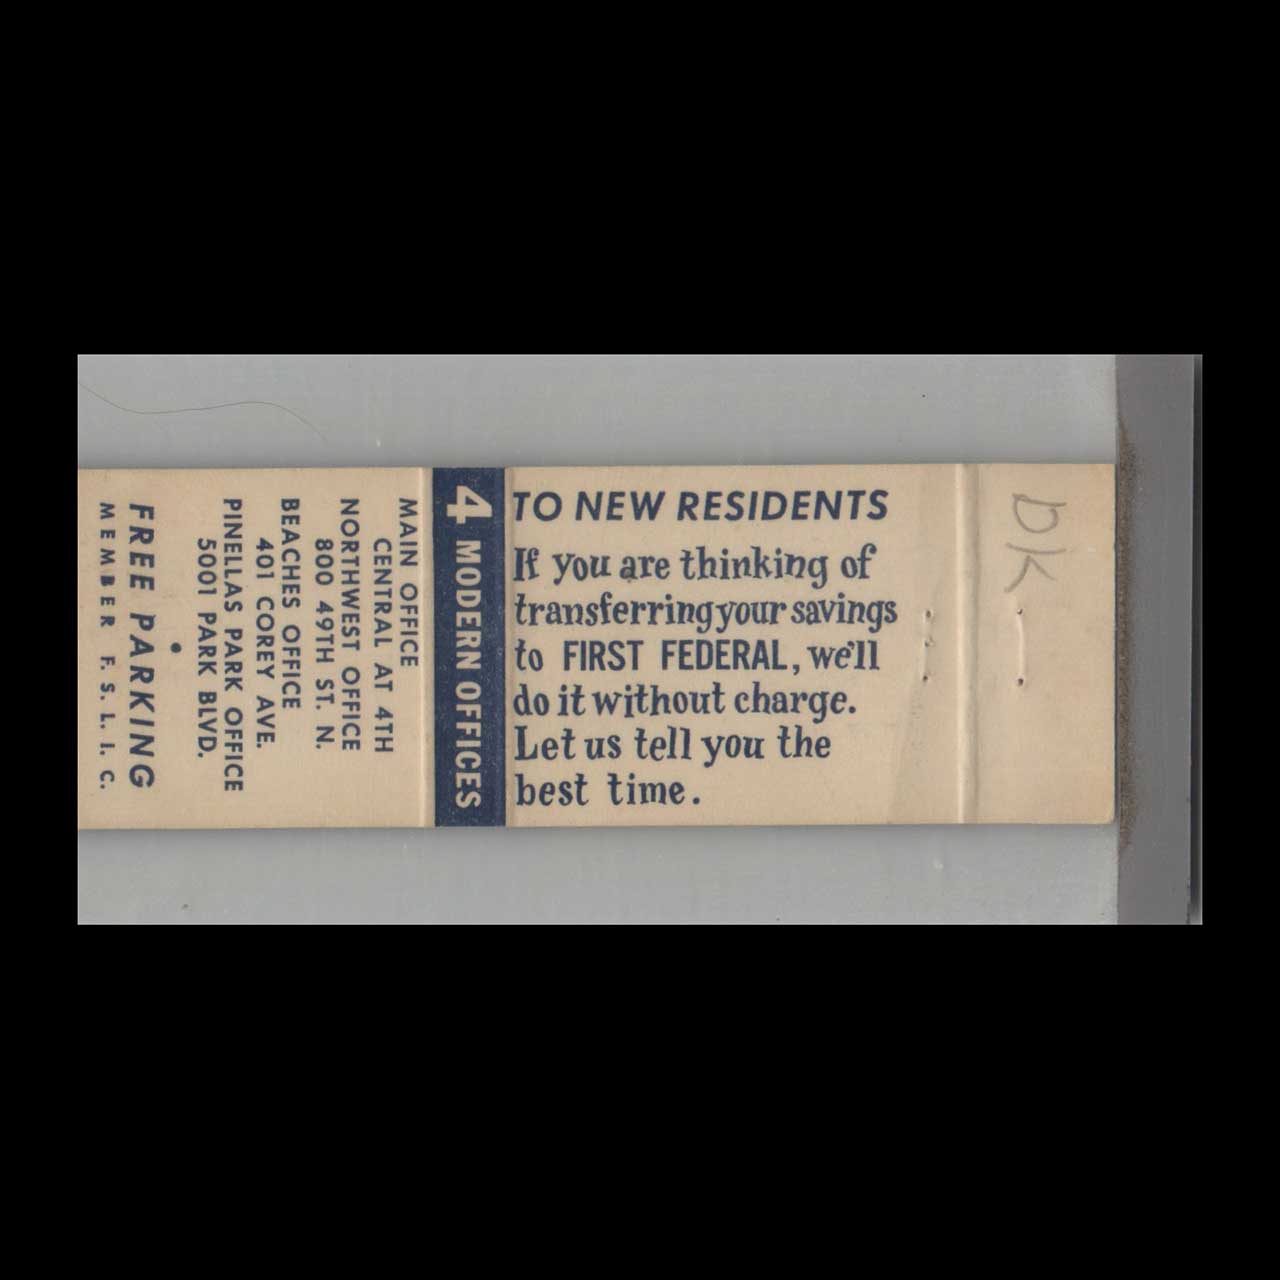 TO NEW RESIDENTS
If you are thinking of
transferring your savings
to FIRST FEDERAL, we'll
do it without charge.
Let us tell you the
best time.
4 MODERN OFFICES
MAIN OFFICE
CENTRAL AT 4TH
NORTHWEST OFFICE
800 49TH ST. N.
BEACHES OFFICE
401 COREY AVE.
PINELLAS PARK OFFICE
5001 PARK BLVD.
•
FREE PARKING
MEMBER F.S.L.I.C.
DK